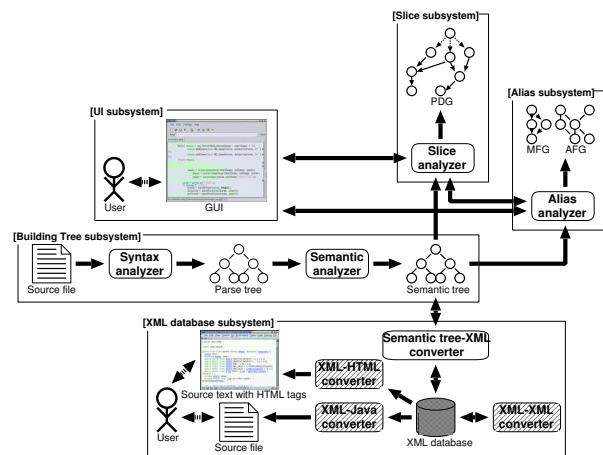 [Slice subsystem]
PDG
Slice
analyzer
[Alias subsystem]
MFG
AFG
Alias
analyzer
[UI subsystem]
User
GUI
[Building Tree subsystem]
Source file
Syntax
analyzer
Parse tree
Semantic
analyzer
Semantic tree
[XML database subsystem]
Semantic tree-XML
converter
Source text with HTML tags
XML-HTML
converter
User
Source file
XML-Java
converter
XML database
XML-XML
converter